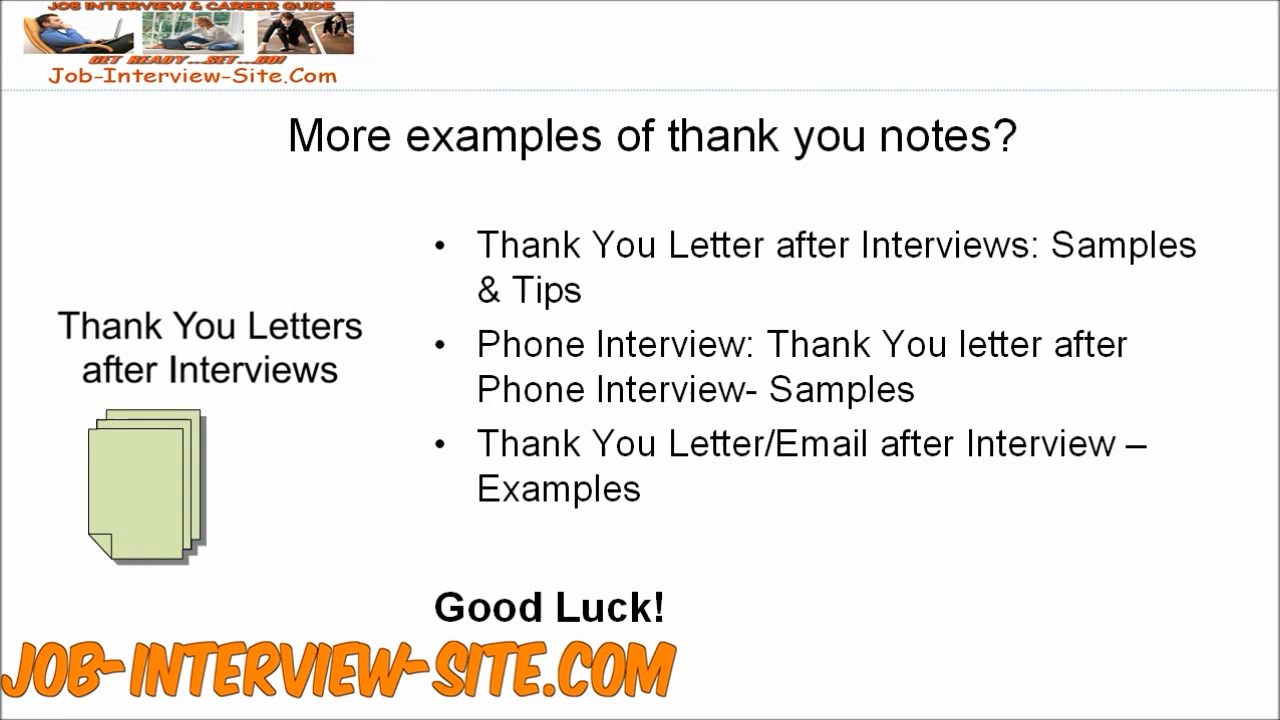 JOB INTERVIEW & CAREER GUIDE
GET READY...SET...GO!
Job-Interview-Site.Com
More examples of thank you notes?
• Thank You Letter after Interviews: Samples
& Tips
• Phone Interview: Thank You letter after
Phone Interview- Samples
• Thank You Letter/Email after Interview –
Examples
Thank You Letters
after Interviews
Good Luck!
JOB-INTERVIEW-SITE.COM